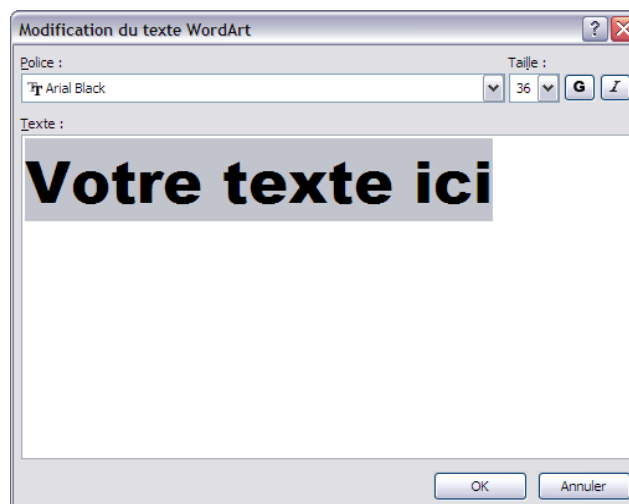 Modification du texte WordArt
Police :
Taille :
Arial Black
36
G
I
Texte :
Votre texte ici
OK
Annuler